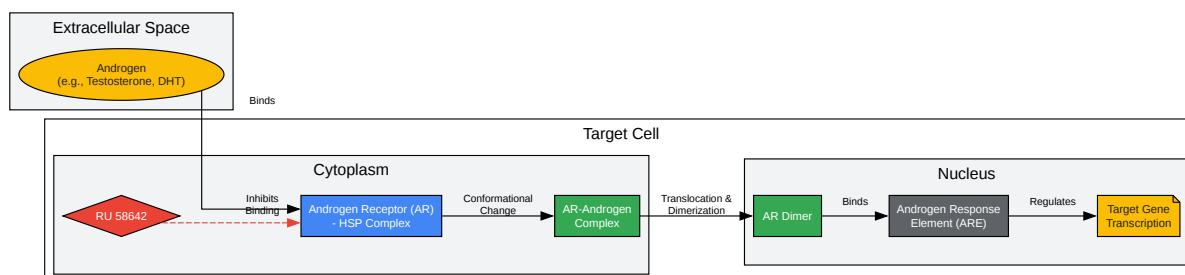 Extracellular Space
Androgen
(e.g., Testosterone, DHT)
Binds
Target Cell
Cytoplasm
RU 58642
Inhibits
Binding
Androgen Receptor (AR)
- HSP Complex
Conformational
Change
AR-Androgen
Complex
Translocation &
Dimerization
Nucleus
AR Dimer
Binds
Androgen Response
Element (ARE)
Regulates
Target Gene
Transcription